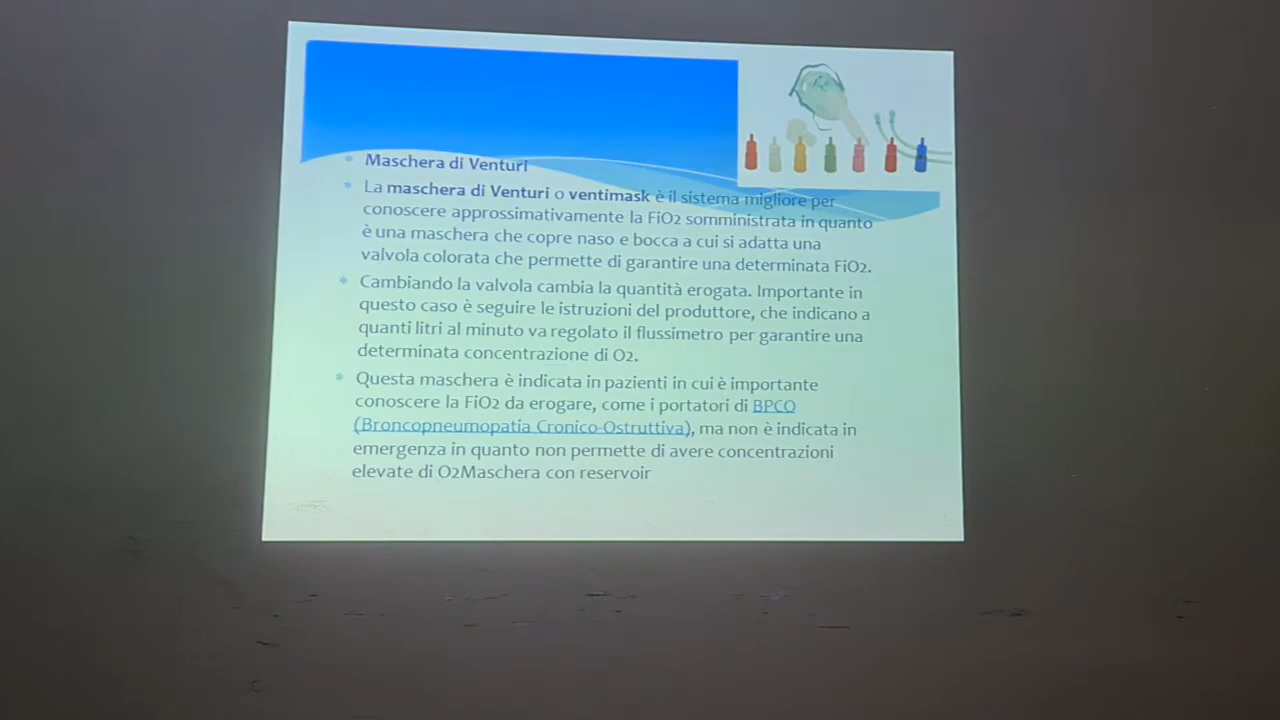 * Maschera di Venturi
* La maschera di Venturi o ventimask è il sistema migliore per
conoscere approssimativamente la FiO2 somministrata in quanto
è una maschera che copre naso e bocca a cui si adatta una
valvola colorata che permette di garantire una determinata FiO2.
* Cambiando la valvola cambia la quantità erogata. Importante in
questo caso è seguire le istruzioni del produttore, che indicano a
quanti litri al minuto va regolato il flussimetro per garantire una
determinata concentrazione di O2.
* Questa maschera è indicata in pazienti in cui è importante
conoscere la FiO2 da erogare, come i portatori di BPCO
(Broncopneumopatia Cronico-Ostruttiva), ma non è indicata in
emergenza in quanto non permette di avere concentrazioni
elevate di O2Maschera con reservoir